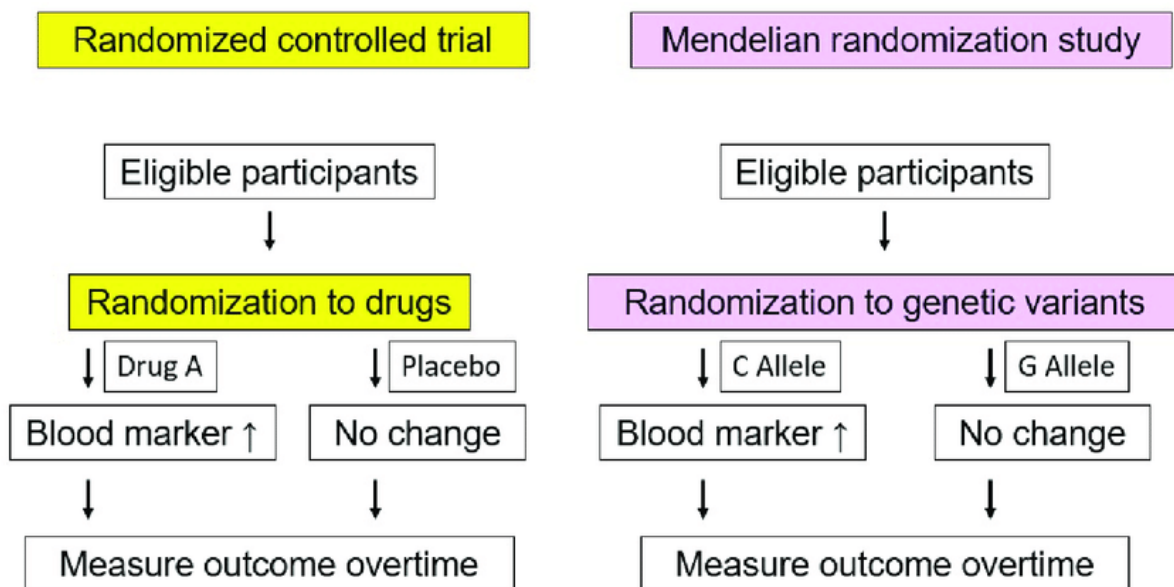 Randomized controlled trial
Mendelian randomization study
Eligible participants
Eligible participants
Randomization to drugs
Randomization to genetic variants
Drug A
Placebo
C Allele
G Allele
Blood marker ↑
No change
Blood marker ↑
No change
Measure outcome overtime
Measure outcome overtime